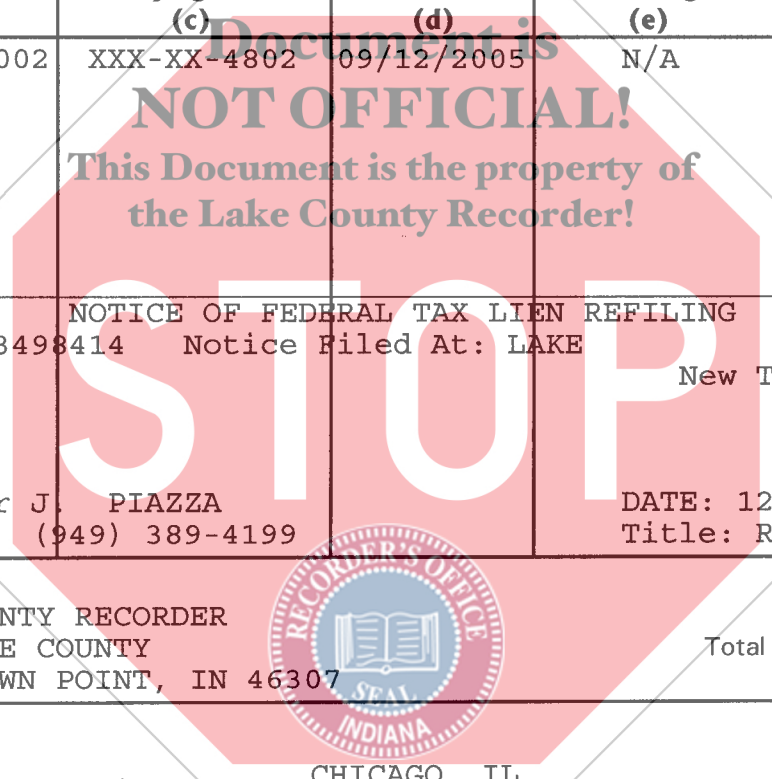 (c) (d) (e)
Document is
002 XXX-XX-4802 09/12/2005 N/A
NOT OFFICIAL!
This Document is the property of
the Lake County Recorder!
STOP
NOTICE OF FEDERAL TAX LIEN REFILING
3498414 Notice Filed At: LAKE
New T
J. PIAZZA DATE: 12
(949) 389-4199 Title: R
RECORDER'S OFFICE
SEAL
INDIANA
NTY RECORDER
E COUNTY Total
WN POINT, IN 46307
CHICAGO, IL